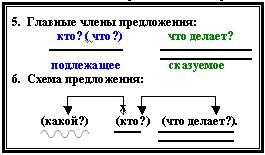 5. Главные члены предложения:
кто? ( что?) что делает?
подлежащее сказуемое
6. Схема предложения:
(какой?) (кто?) (что делает?).